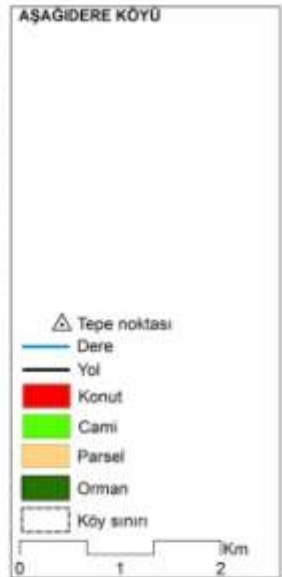 AŞAĞIDERE KÖYÜ
Tepe noktası
Dere
Yol
Konut
Cami
Parsel
Orman
Köy sınırı
Km
0 1 2